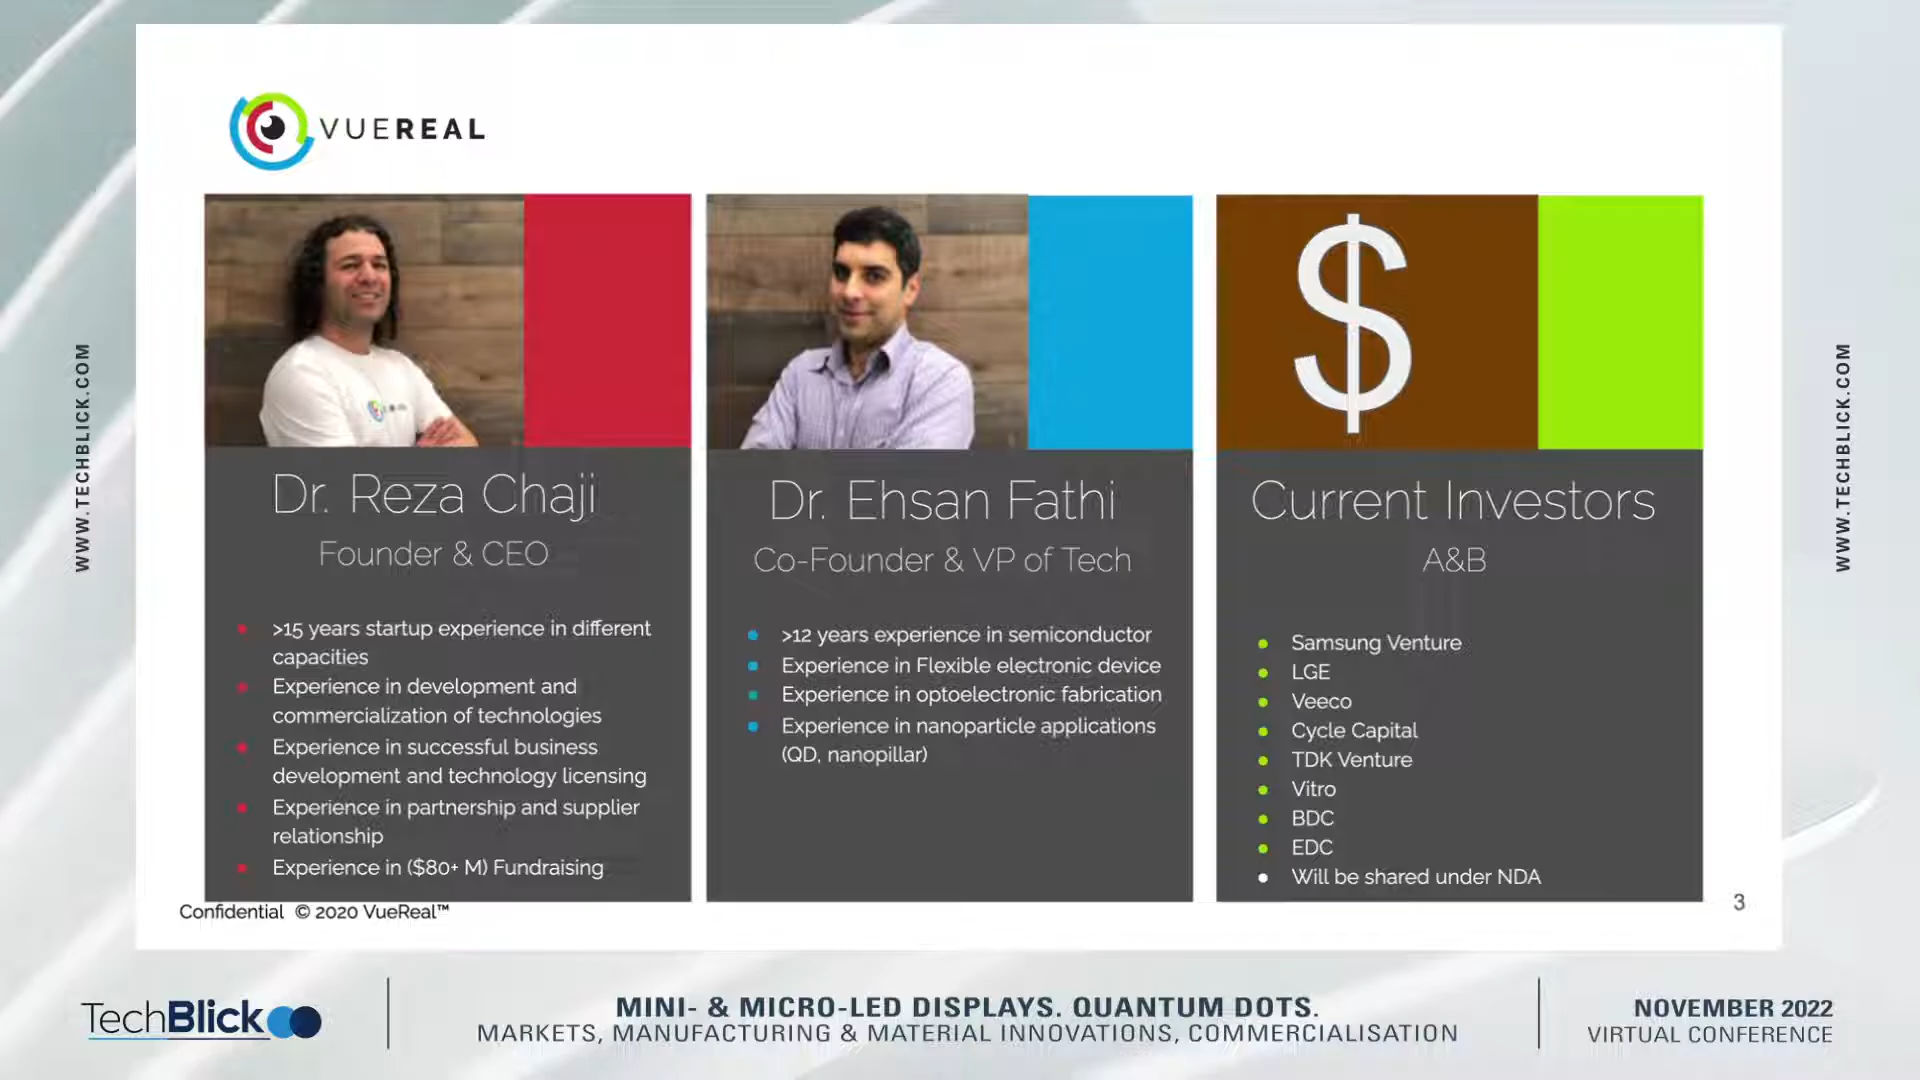 VUEREAL
$
Dr. Reza Chaji
Founder & CEO
>15 years startup experience in different
capacities
Experience in development and
commercialization of technologies
Experience in successful business
development and technology licensing
Experience in partnership and supplier
relationship
Experience in ($80+ M) Fundraising
Dr. Ehsan Fathi
Co-Founder & VP of Tech
>12 years experience in semiconductor
Experience in Flexible electronic device
Experience in optoelectronic fabrication
Experience in nanoparticle applications
(QD, nanopillar)
Current Investors
A&B
Samsung Venture
LGE
Veeco
Cycle Capital
TDK Venture
Vitro
BDC
EDC
Will be shared under NDA
Confidential © 2020 VueReal™
3
WWW.TECHBLICK.COM
WWW.TECHBLICK.COM
TechBlick
MINI- & MICRO-LED DISPLAYS. QUANTUM DOTS.
MARKETS, MANUFACTURING & MATERIAL INNOVATIONS, COMMERCIALISATION
NOVEMBER 2022
VIRTUAL CONFERENCE